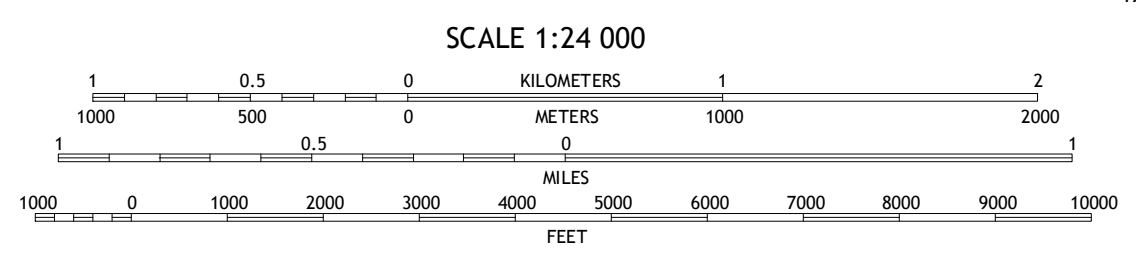 SCALE 1:24 000
1 0.5 0 KILOMETERS 1 2
1000 500 0 METERS 1000 2000
1 0.5 0 1
MILES
1000 0 1000 2000 3000 4000 5000 6000 7000 8000 9000 10000
FEET